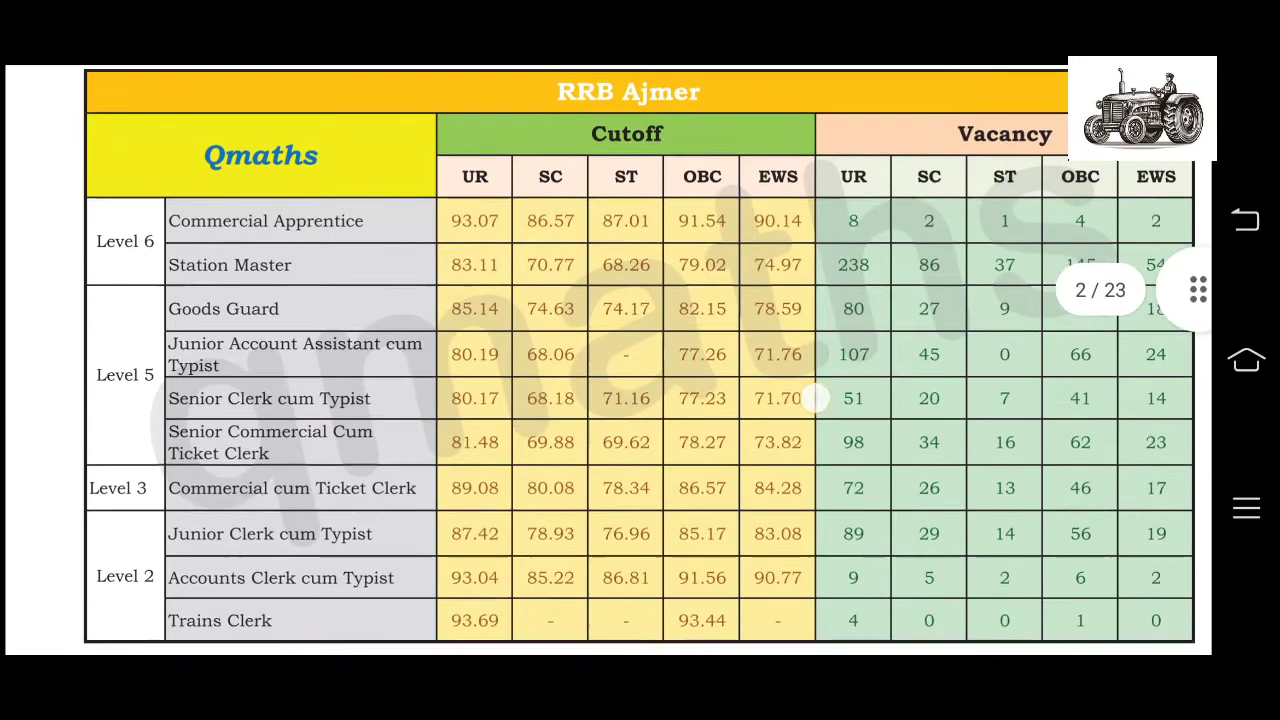 RRB Ajmer
Qmaths Cutoff Vacancy
UR SC ST OBC EWS UR SC ST OBC EWS
Level 6
Commercial Apprentice 93.07 86.57 87.01 91.54 90.14 8 2 1 4 2
Station Master 83.11 70.77 68.26 79.02 74.97 238 86 37
2 / 23
Level 5
Goods Guard 85.14 74.63 74.17 82.15 78.59 80 27 9
Junior Account Assistant cum
Typist 80.19 68.06 - 77.26 71.76 107 45 0 66 24
Senior Clerk cum Typist 80.17 68.18 71.16 77.23 71.70 51 20 7 41 14
Senior Commercial Cum
Ticket Clerk 81.48 69.88 69.62 78.27 73.82 98 34 16 62 23
Level 3 Commercial cum Ticket Clerk 89.08 80.08 78.34 86.57 84.28 72 26 13 46 17
Level 2
Junior Clerk cum Typist 87.42 78.93 76.96 85.17 83.08 89 29 14 56 19
Accounts Clerk cum Typist 93.04 85.22 86.81 91.56 90.77 9 5 2 6 2
Trains Clerk 93.69 - - 93.44 - 4 0 0 1 0
qmaths